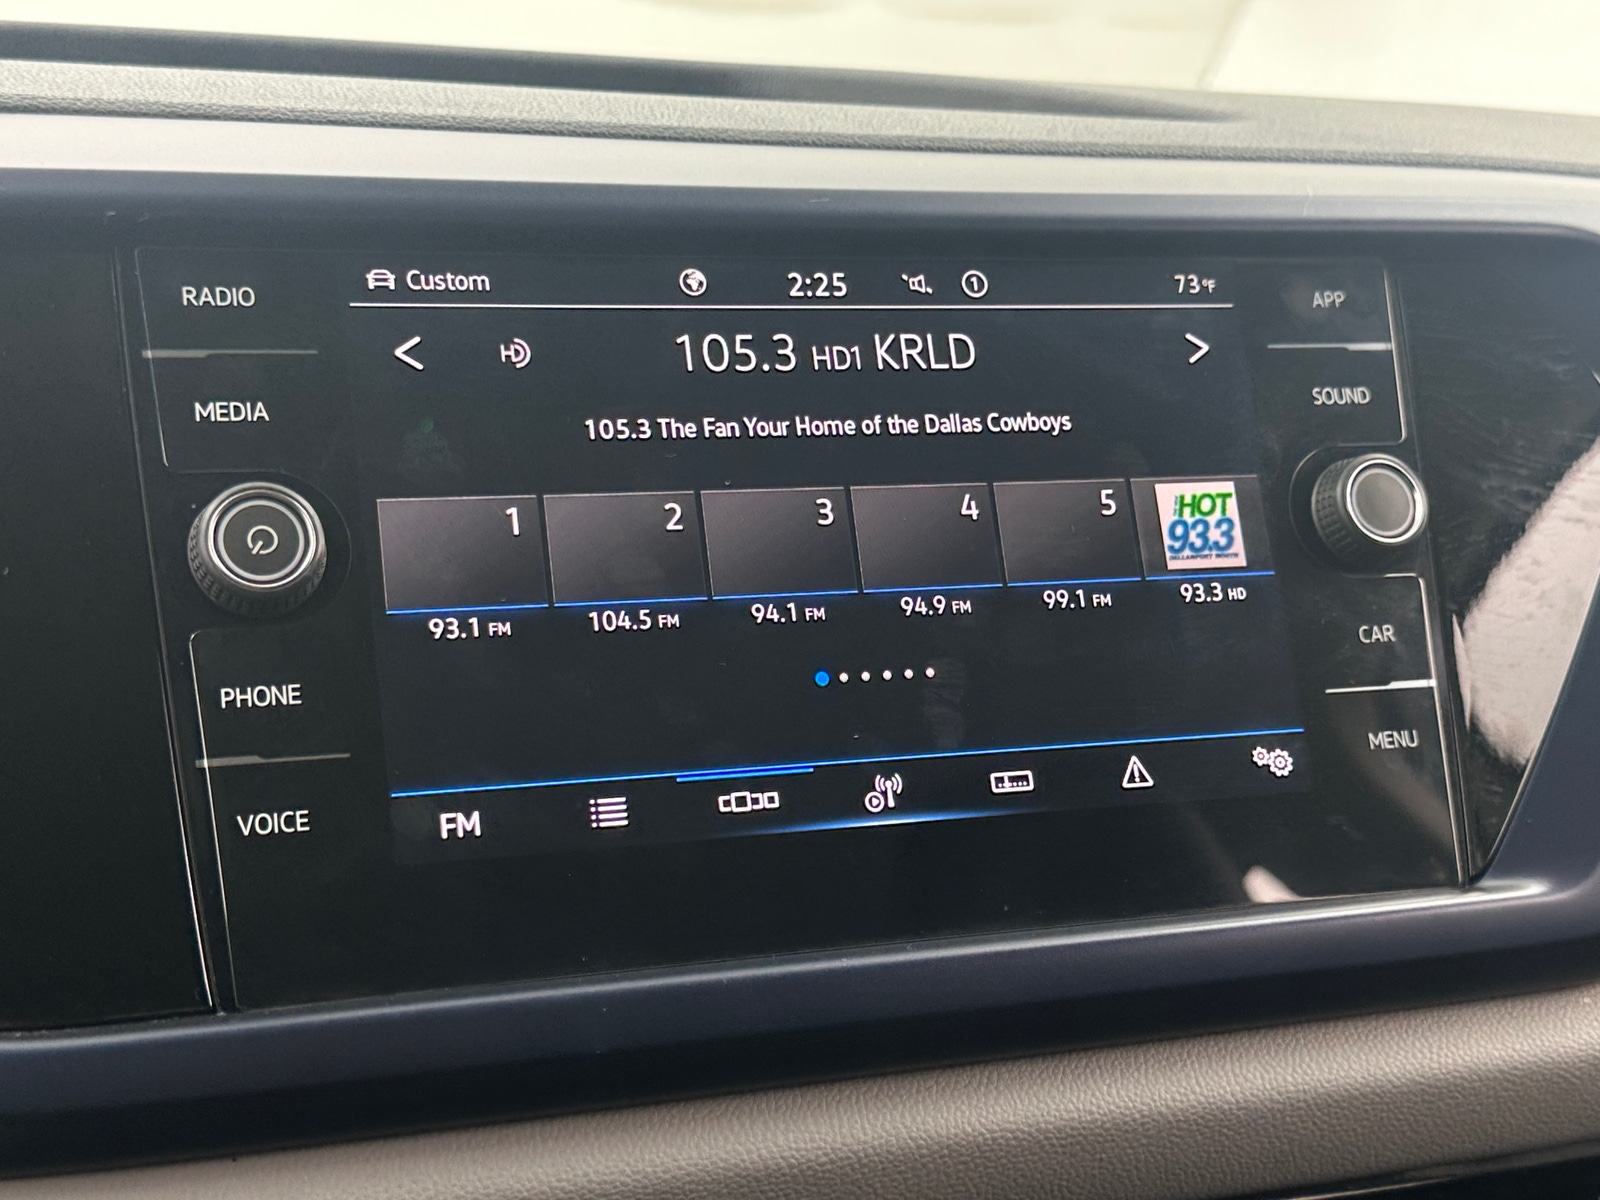 RADIO
MEDIA
PHONE
VOICE
Custom
2:25
1
73°F
HD
105.3 HD1 KRLD
105.3 The Fan Your Home of the Dallas Cowboys
1
2
3
4
5
HOT
93.3
93.1 FM
104.5 FM
94.1 FM
94.9 FM
99.1 FM
93.3 HD
FM
APP
SOUND
CAR
MENU